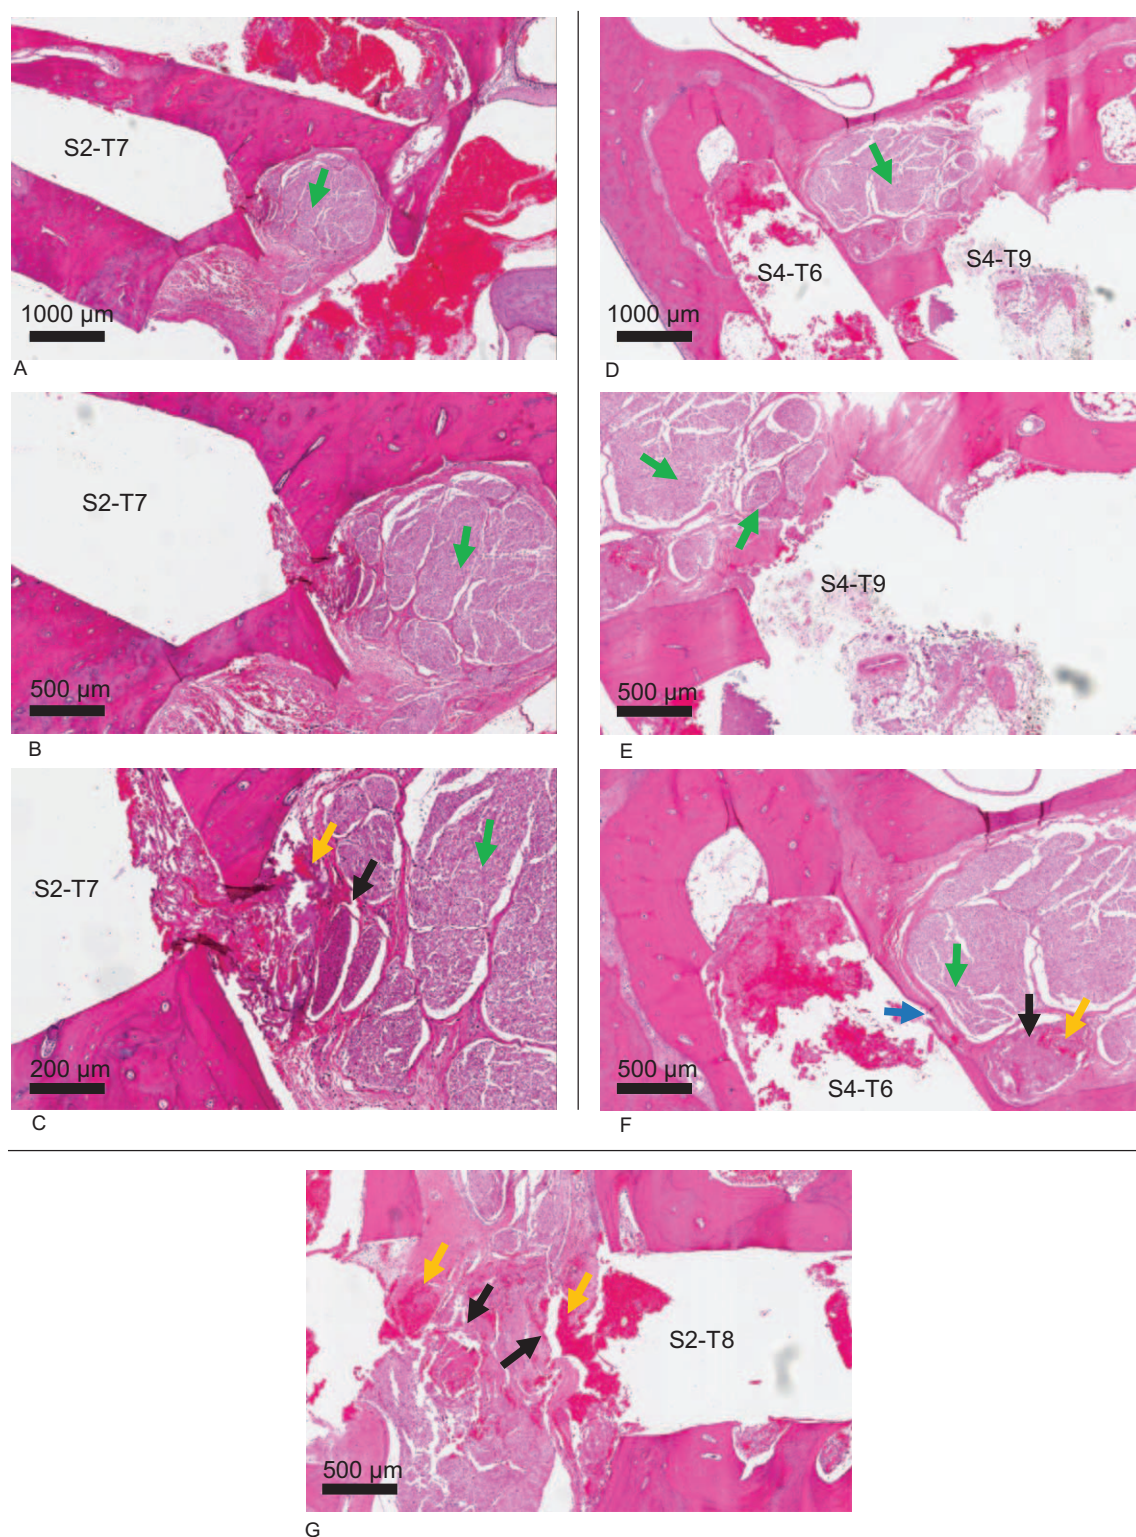 S2-T7
1000 µm
A
S2-T7
500 µm
B
S2-T7
200 µm
C
S4-T6
S4-T9
1000 µm
D
S4-T9
500 µm
E
500 µm
S4-T6
F
S2-T8
500 µm
G